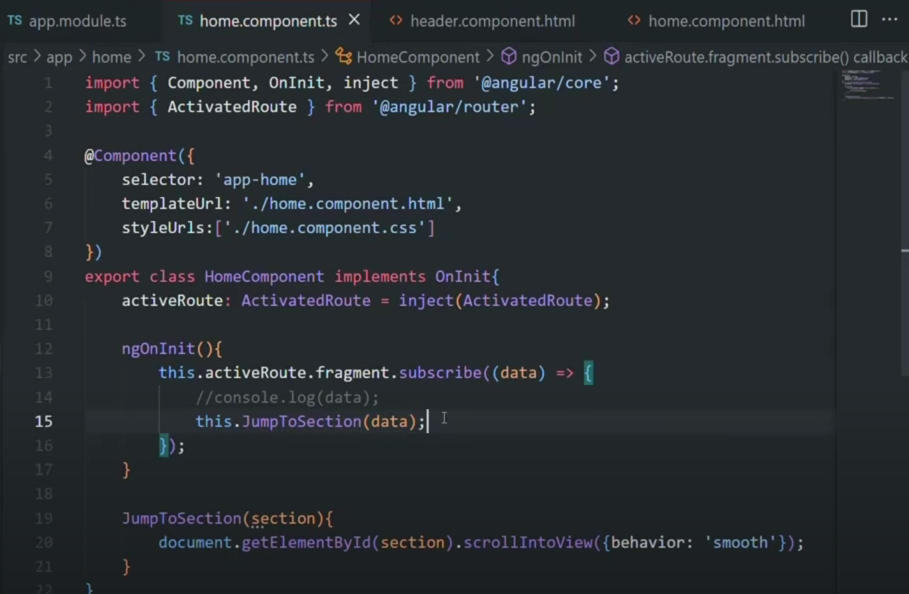 TS app.module.ts TS home.component.ts × <> header.component.html <> home.component.html ...
src > app > home > TS home.component.ts > HomeComponent > ngOnInit > activeRoute.fragment.subscribe() callback
1 import { Component, OnInit, inject } from '@angular/core';
2 import { ActivatedRoute } from '@angular/router';
3
4 @Component({
5 selector: 'app-home',
6 templateUrl: './home.component.html',
7 styleUrls:['./home.component.css']
8 })
9 export class HomeComponent implements OnInit{
10 activeRoute: ActivatedRoute = inject(ActivatedRoute);
11
12 ngOnInit(){
13 this.activeRoute.fragment.subscribe((data) => {
14 //console.log(data);
15 this.JumpToSection(data);
16 });
17 }
18
19 JumpToSection(section){
20 document.getElementById(section).scrollIntoView({behavior: 'smooth'});
21 }
22 }